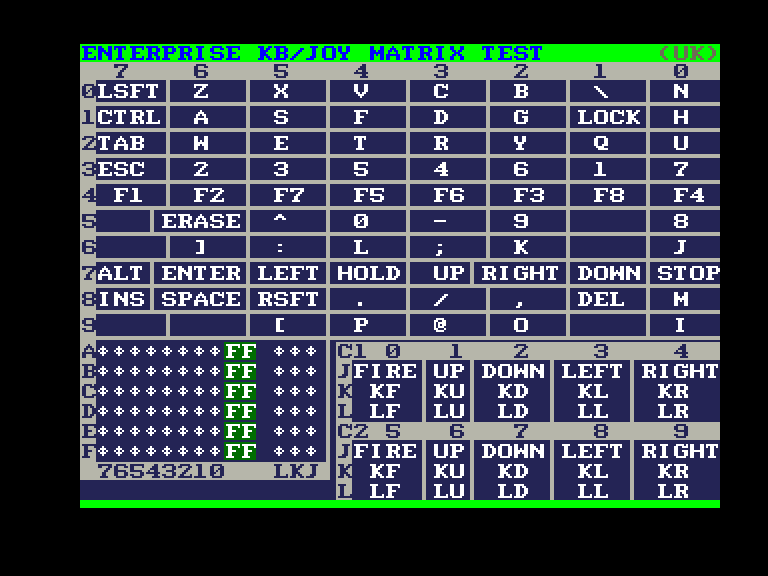 ENTERPRISE KB/JOY MATRIX TEST (UK)
7 6 5 4 3 2 1 0
0 LSFT Z X V C B \ N
1 CTRL A S F D G LOCK H
2 TAB W E T R Y Q U
3 ESC 2 3 5 4 6 1 7
4 F1 F2 F7 F5 F6 F3 F8 F4
5 ERASE ^ 0 - 9 8
6 ] : L ; K J
7 ALT ENTER LEFT HOLD UP RIGHT DOWN STOP
8 INS SPACE RSFT . / , DEL M
9 [ P @ O I
A ++++++++ FF +++
B ++++++++ FF +++
C ++++++++ FF +++
D ++++++++ FF +++
E ++++++++ FF +++
F ++++++++ FF +++
76543210 LKJ
C1 0 1 2 3 4
J FIRE UP DOWN LEFT RIGHT
K KF KU KD KL KR
L LF LU LD LL LR
C2 5 6 7 8 9
J FIRE UP DOWN LEFT RIGHT
K KF KU KD KL KR
L LF LU LD LL LR